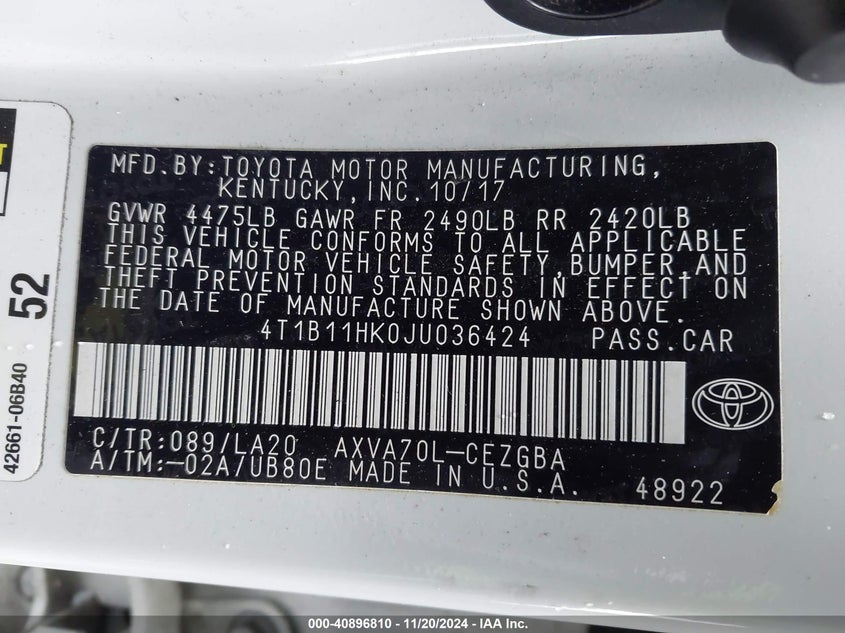 MFD.BY:TOYOTA MOTOR MANUFACTURING,
KENTUCKY,INC.10/17
GVWR 4475LB GAWR FR 2490LB RR 2420LB
THIS VEHICLE CONFORMS TO ALL APPLICABLE
FEDERAL MOTOR VEHICLE SAFETY,BUMPER,AND
THEFT PREVENTION STANDARDS IN EFFECT ON
THE DATE OF MANUFACTURE SHOWN ABOVE.
4T1B11HK0JU036424 PASS.CAR
C/TR:089/LA20 AXVA70L-CEZGBA
A/TM:-02A/UB80E MADE IN U.S.A.
48922
52
42661-06B40
000-40896810 | 11/20/2024 – IAA Inc.